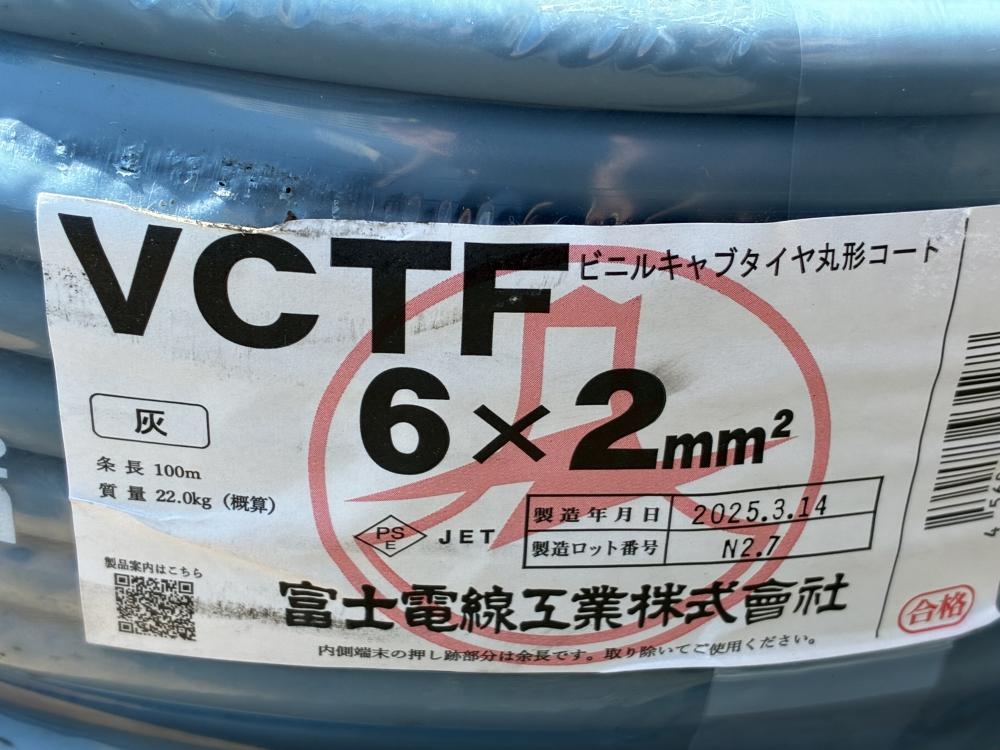 VCTF ビニルキャブタイヤ丸形コート
6×2mm²
灰
条長 100m
質量 22.0kg (概算)
PS
E
JET
製造年月日 2025.3.14
製造ロット番号 N2.7
製品案内はこちら
富士電線工業株式會社
合格
内側端末の押し跡部分は余長です。取り除いてご使用ください。